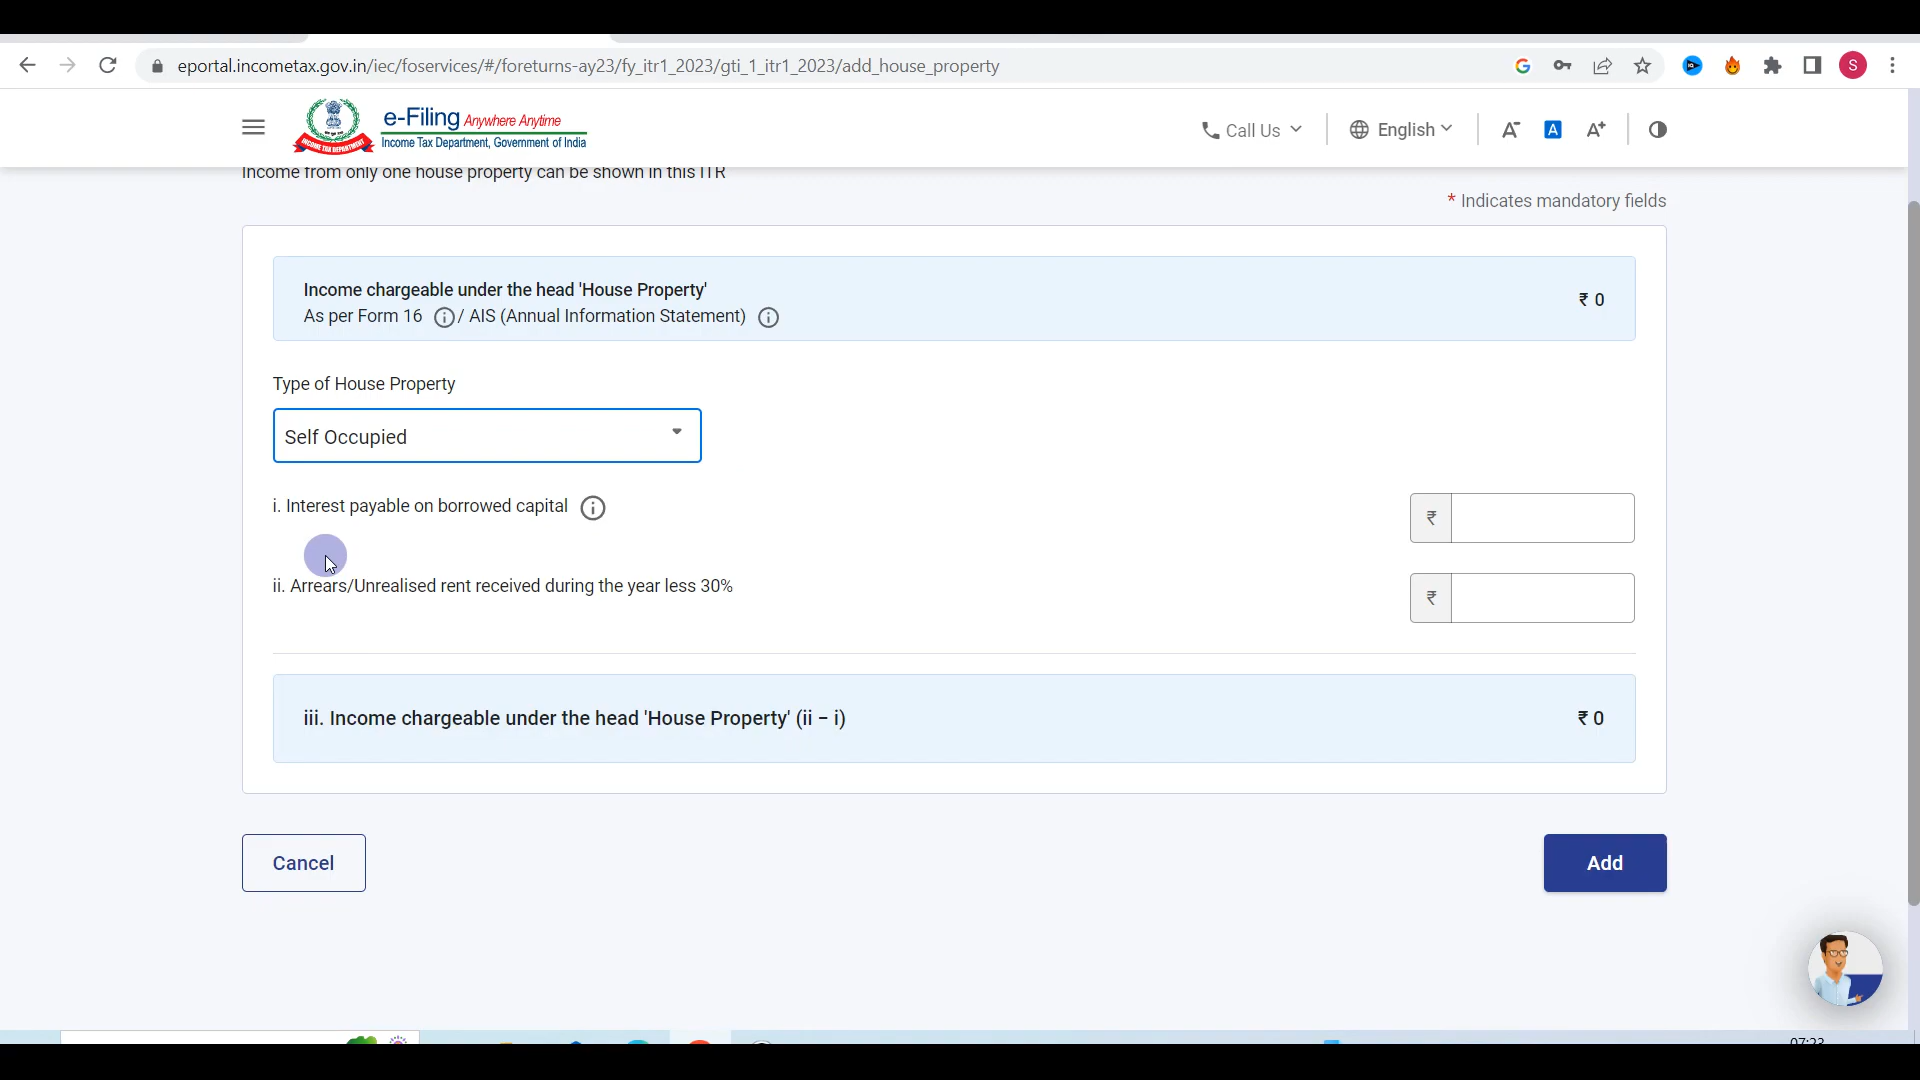 eportal.incometax.gov.in/iec/foservices/#/foreturns-ay23/fy_itr1_2023/gti_1_itr1_2023/add_house_property
S
e-Filing Anywhere Anytime
Income Tax Department, Government of India
INCOME TAX DEPARTMENT
Call Us
English
A-
A
A+
Income from only one house property can be shown in this ITR
* Indicates mandatory fields
Income chargeable under the head 'House Property'
₹ 0
As per Form 16 / AIS (Annual Information Statement)
Type of House Property
Self Occupied
i. Interest payable on borrowed capital
₹
ii. Arrears/Unrealised rent received during the year less 30%
₹
iii. Income chargeable under the head 'House Property' (ii − i)
₹ 0
Cancel
Add
07:23